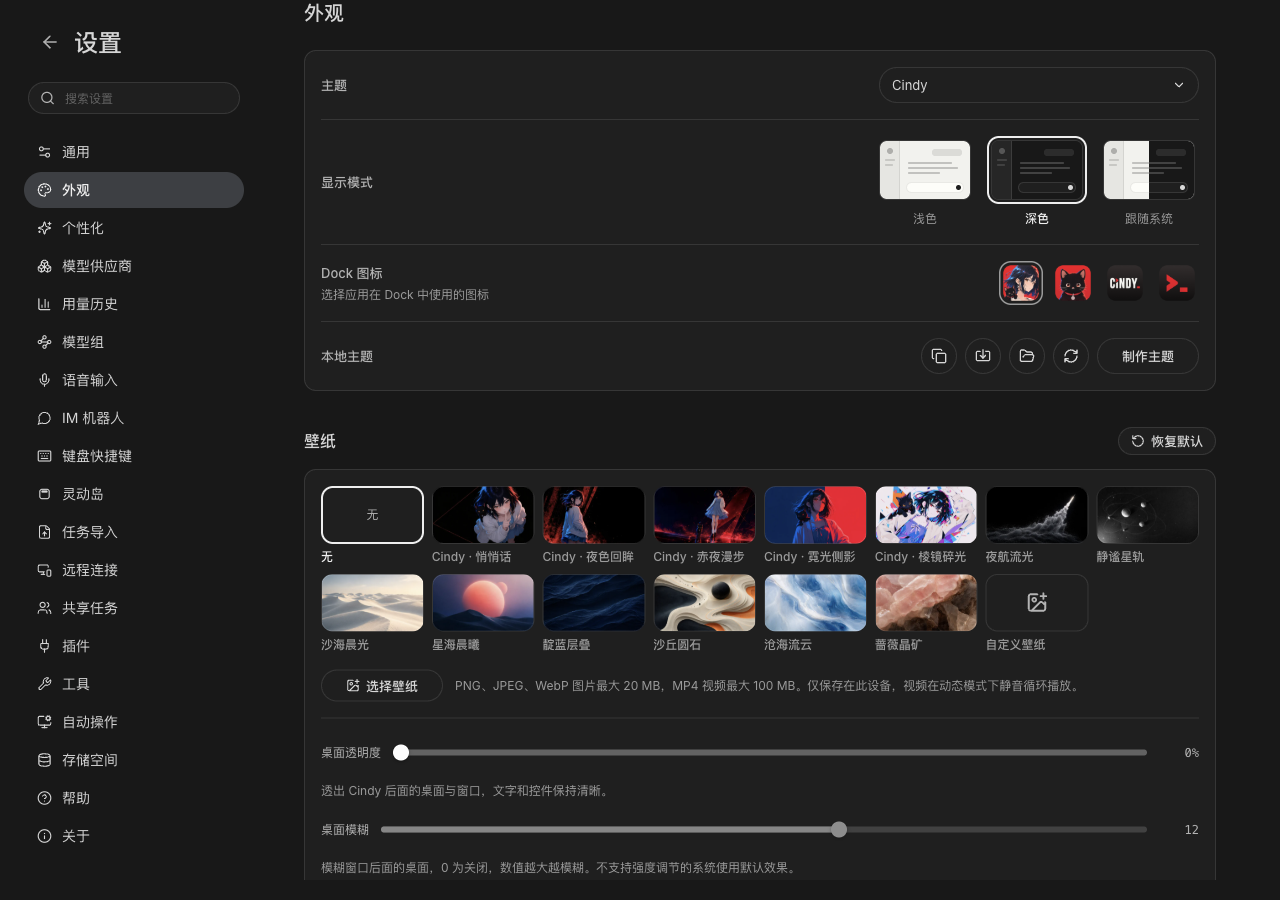 设置
搜索设置
通用
外观
个性化
模型供应商
用量历史
模型组
语音输入
IM 机器人
键盘快捷键
灵动岛
任务导入
远程连接
共享任务
插件
工具
自动操作
存储空间
帮助
关于
外观
主题
Cindy
显示模式
浅色
深色
跟随系统
Dock 图标
选择应用在 Dock 中使用的图标
CINDY
本地主题
制作主题
壁纸
恢复默认
无
无
Cindy · 悄悄话
Cindy · 夜色回眸
Cindy · 赤夜漫步
Cindy · 霓光侧影
Cindy · 棱镜碎光
夜航流光
静谧星轨
沙海晨光
星海晨曦
靛蓝层叠
沙丘圆石
沧海流云
蔷薇晶矿
自定义壁纸
选择壁纸
PNG、JPEG、WebP 图片最大 20 MB，MP4 视频最大 100 MB。仅保存在此设备，视频在动态模式下静音循环播放。
桌面透明度
0%
透出 Cindy 后面的桌面与窗口，文字和控件保持清晰。
桌面模糊
12
模糊窗口后面的桌面，0 为关闭，数值越大越模糊。不支持强度调节的系统使用默认效果。